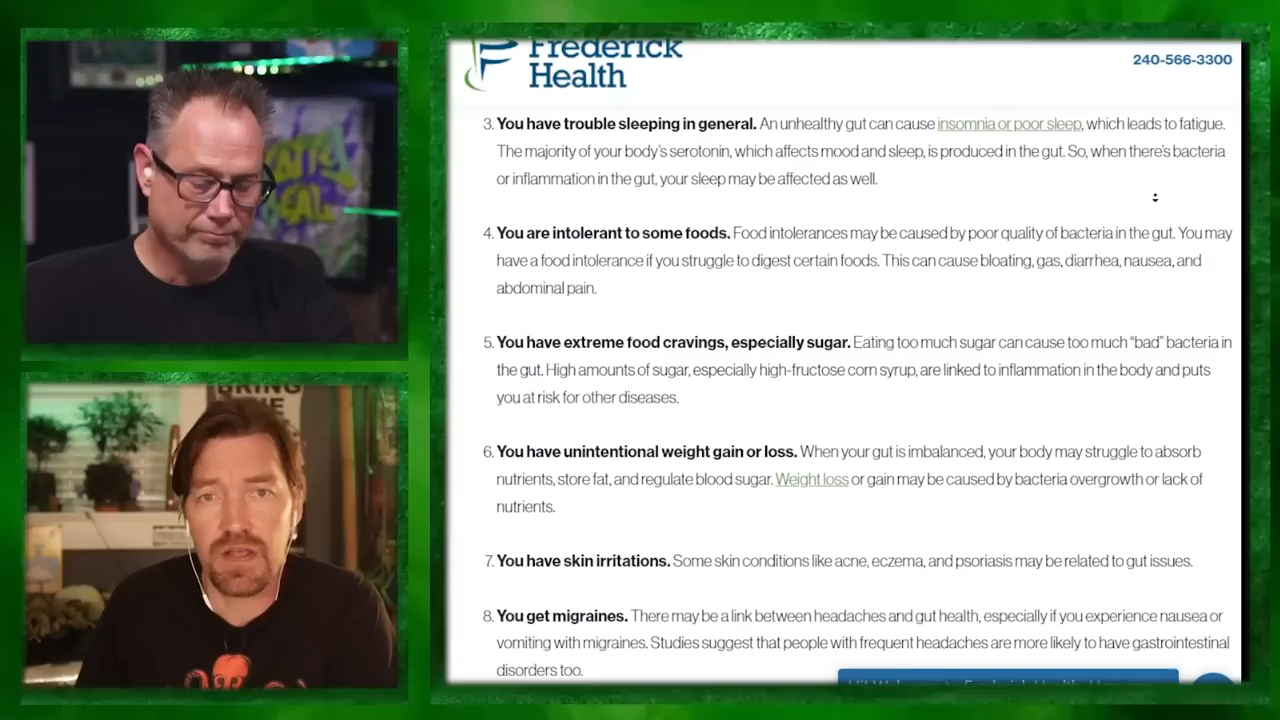 Frederick
Health
240-566-3300
3. You have trouble sleeping in general. An unhealthy gut can cause insomnia or poor sleep, which leads to fatigue.
The majority of your body's serotonin, which affects mood and sleep, is produced in the gut. So, when there's bacteria
or inflammation in the gut, your sleep may be affected as well.
4. You are intolerant to some foods. Food intolerances may be caused by poor quality of bacteria in the gut. You may
have a food intolerance if you struggle to digest certain foods. This can cause bloating, gas, diarrhea, nausea, and
abdominal pain.
5. You have extreme food cravings, especially sugar. Eating too much sugar can cause too much “bad” bacteria in
the gut. High amounts of sugar, especially high-fructose corn syrup, are linked to inflammation in the body and puts
you at risk for other diseases.
6. You have unintentional weight gain or loss. When your gut is imbalanced, your body may struggle to absorb
nutrients, store fat, and regulate blood sugar. Weight loss or gain may be caused by bacteria overgrowth or lack of
nutrients.
7. You have skin irritations. Some skin conditions like acne, eczema, and psoriasis may be related to gut issues.
8. You get migraines. There may be a link between headaches and gut health, especially if you experience nausea or
vomiting with migraines. Studies suggest that people with frequent headaches are more likely to have gastrointestinal
disorders too.
BRING
THE